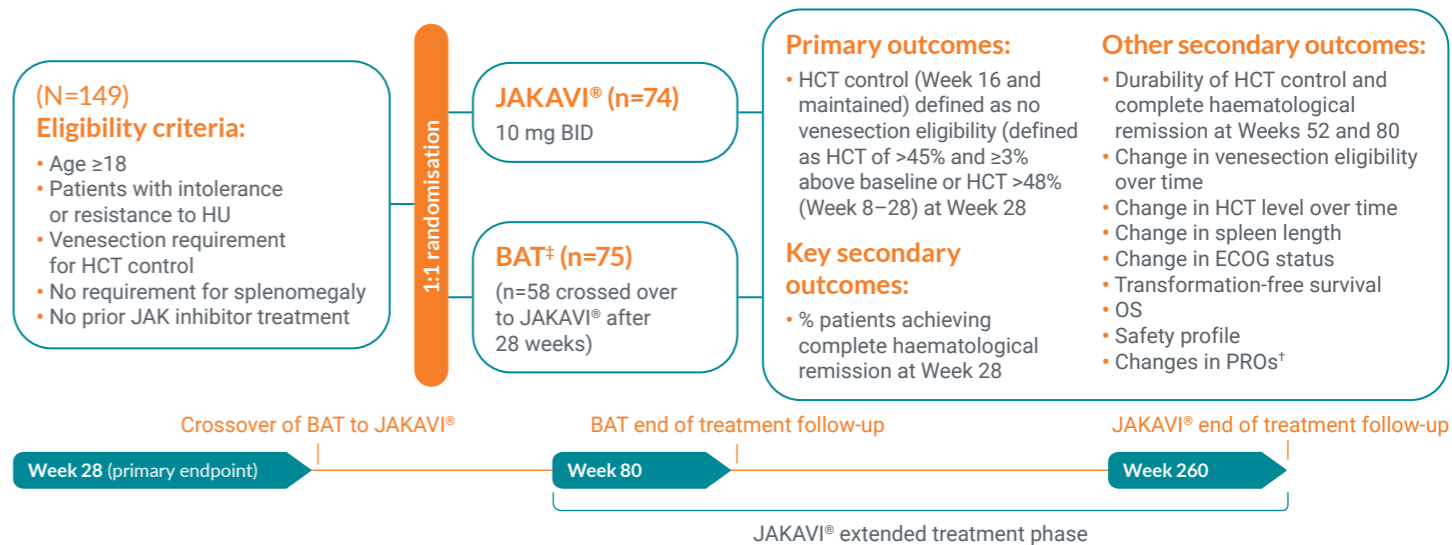 (N=149)
Eligibility criteria:
• Age ≥18
• Patients with intolerance
or resistance to HU
• Venesection requirement
for HCT control
• No requirement for splenomegaly
• No prior JAK inhibitor treatment
1:1 randomisation
JAKAVI® (n=74)
10 mg BID
BAT‡ (n=75)
(n=58 crossed over
to JAKAVI® after
28 weeks)
Primary outcomes:
• HCT control (Week 16 and
maintained) defined as no
venesection eligibility (defined
as HCT of >45% and ≥3%
above baseline or HCT >48%
(Week 8–28) at Week 28
Key secondary
outcomes:
• % patients achieving
complete haematological
remission at Week 28
Other secondary outcomes:
• Durability of HCT control and
complete haematological
remission at Weeks 52 and 80
• Change in venesection eligibility
over time
• Change in HCT level over time
• Change in spleen length
• Change in ECOG status
• Transformation-free survival
• OS
• Safety profile
• Changes in PROs†
Crossover of BAT to JAKAVI®
BAT end of treatment follow-up
JAKAVI® end of treatment follow-up
Week 28 (primary endpoint)
Week 80
Week 260
JAKAVI® extended treatment phase